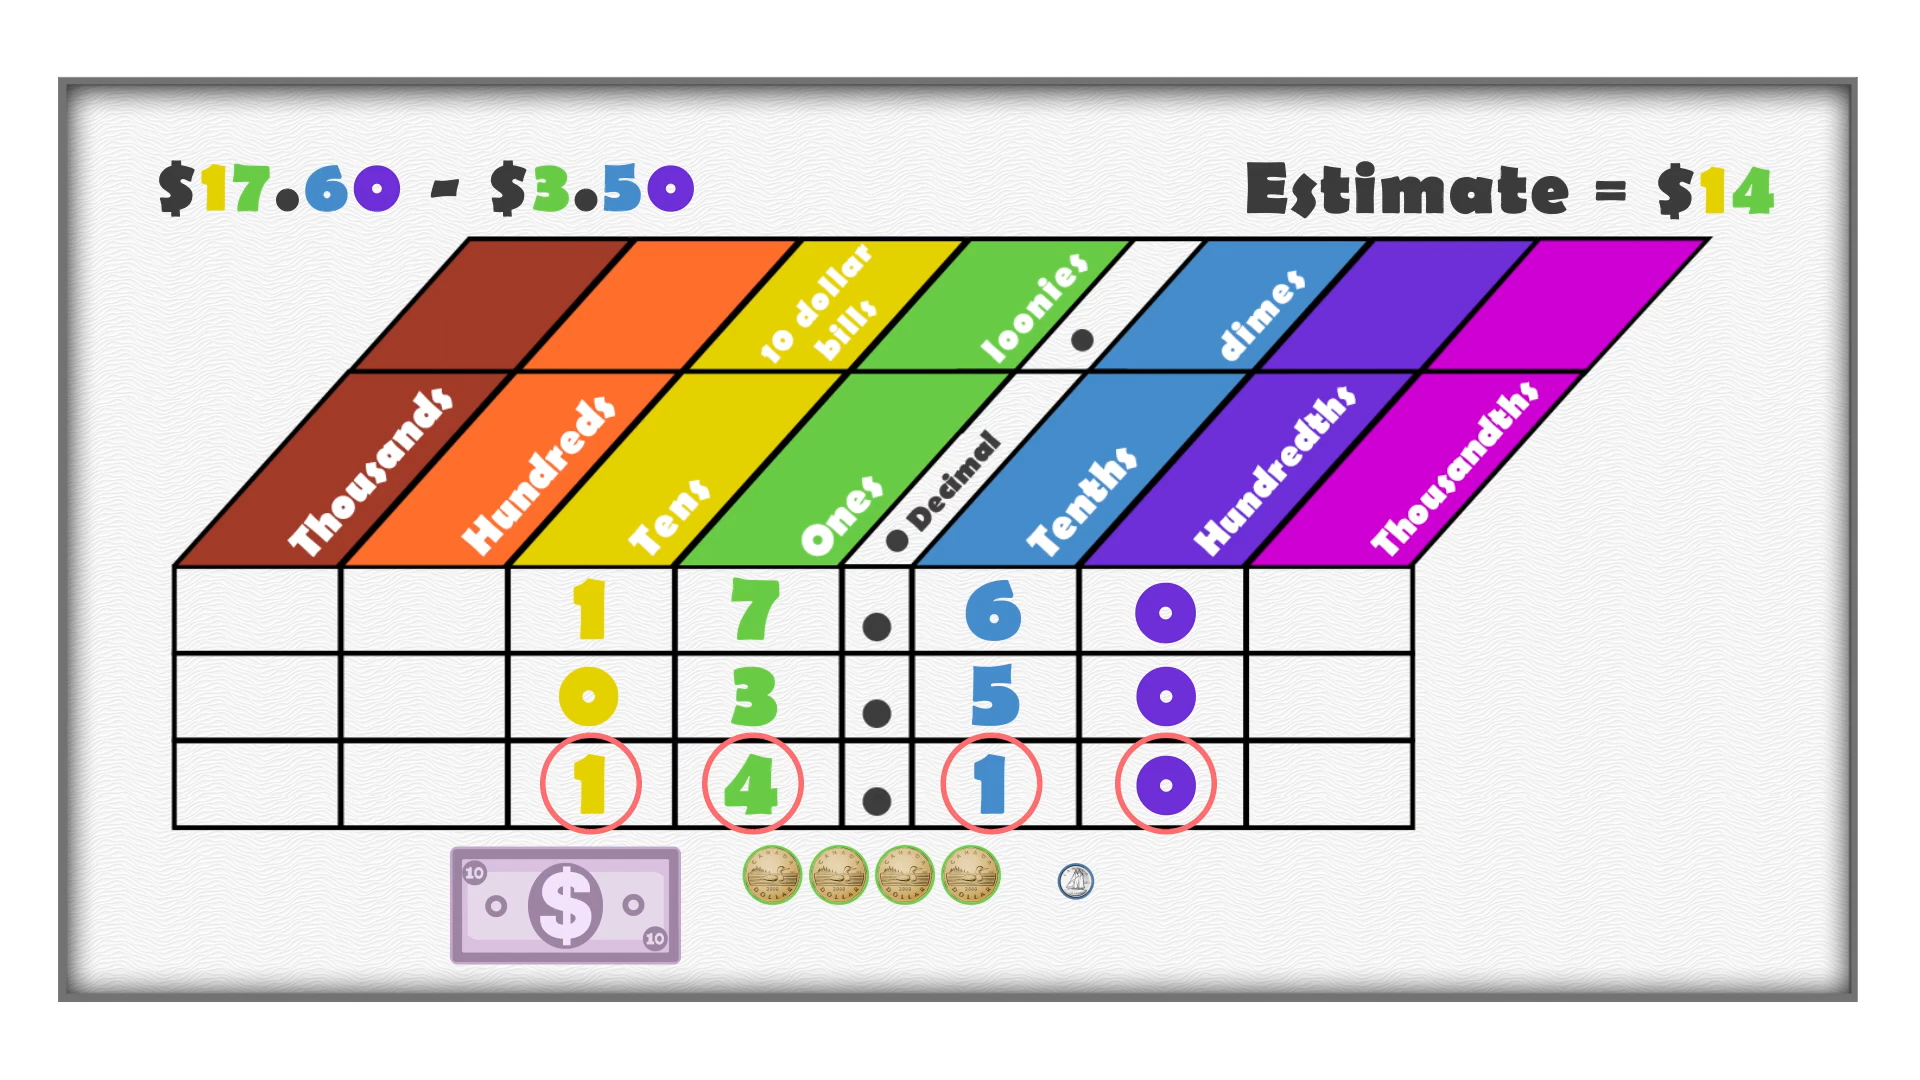 $17.60 - $3.50
Estimate = $14
10 dollar bills
loonies
.
dimes
Thousands
Hundreds
Tens
Ones
. Decimal
Tenths
Hundredths
Thousandths
1 7 . 6 0
0 3 . 5 0
1 4 . 1 0
10
$
10